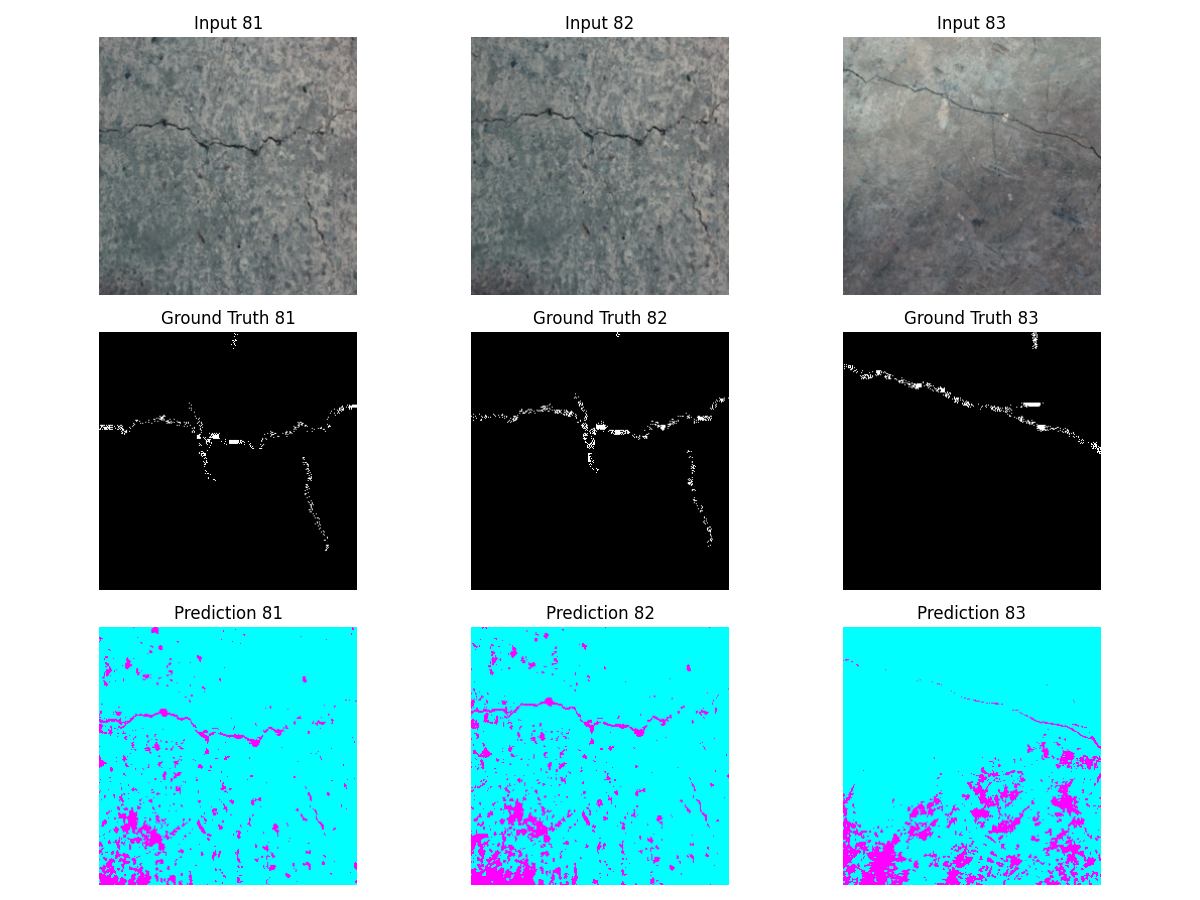 Input 81
Input 82
Input 83
Ground Truth 81
Ground Truth 82
Ground Truth 83
Prediction 81
Prediction 82
Prediction 83